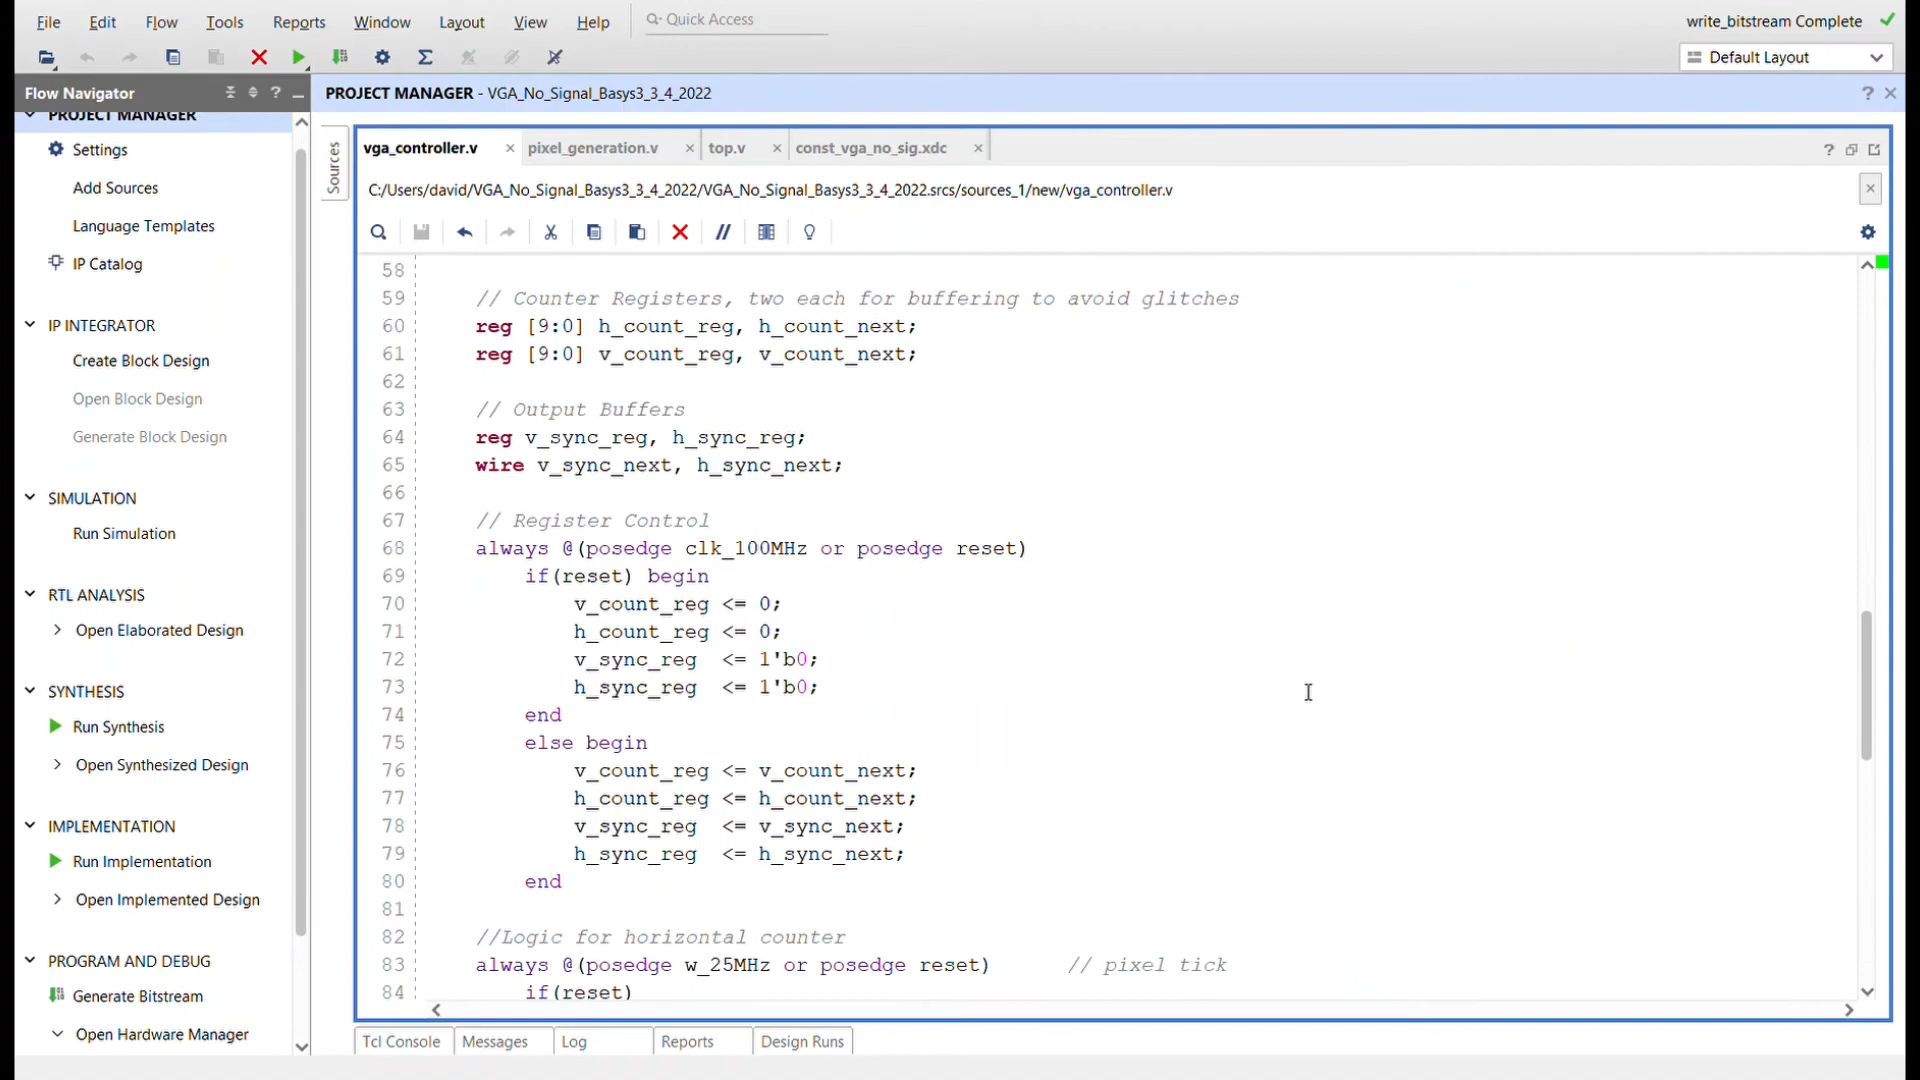 File Edit Flow Tools Reports Window Layout View Help Quick Access write_bitstream Complete
Default Layout
Flow Navigator ? PROJECT MANAGER - VGA_No_Signal_Basys3_3_4_2022 ?
PROJECT MANAGER
Settings
Add Sources
Language Templates
IP Catalog
IP INTEGRATOR
Create Block Design
Open Block Design
Generate Block Design
SIMULATION
Run Simulation
RTL ANALYSIS
Open Elaborated Design
SYNTHESIS
Run Synthesis
Open Synthesized Design
IMPLEMENTATION
Run Implementation
Open Implemented Design
PROGRAM AND DEBUG
Generate Bitstream
Open Hardware Manager
Sources
vga_controller.v pixel_generation.v top.v const_vga_no_sig.xdc ?
C:/Users/david/VGA_No_Signal_Basys3_3_4_2022/VGA_No_Signal_Basys3_3_4_2022.srcs/sources_1/new/vga_controller.v
58
59 // Counter Registers, two each for buffering to avoid glitches
60 reg [9:0] h_count_reg, h_count_next;
61 reg [9:0] v_count_reg, v_count_next;
62
63 // Output Buffers
64 reg v_sync_reg, h_sync_reg;
65 wire v_sync_next, h_sync_next;
66
67 // Register Control
68 always @(posedge clk_100MHz or posedge reset)
69 if(reset) begin
70 v_count_reg <= 0;
71 h_count_reg <= 0;
72 v_sync_reg <= 1'b0;
73 h_sync_reg <= 1'b0;
74 end
75 else begin
76 v_count_reg <= v_count_next;
77 h_count_reg <= h_count_next;
78 v_sync_reg <= v_sync_next;
79 h_sync_reg <= h_sync_next;
80 end
81
82 //Logic for horizontal counter
83 always @(posedge w_25MHz or posedge reset) // pixel tick
84 if(reset)
Tcl Console Messages Log Reports Design Runs